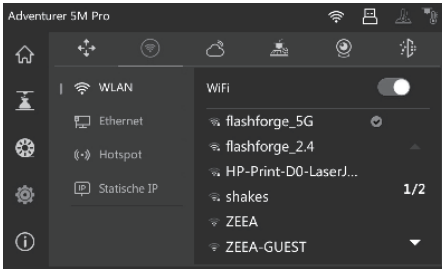 Adventurer 5M Pro
WLAN
WiFi
Ethernet
flashforge_5G
flashforge_2.4
Hotspot
HP-Print-D0-LaserJ...
IP Statische IP
shakes
1/2
ZEEA
ZEEA-GUEST